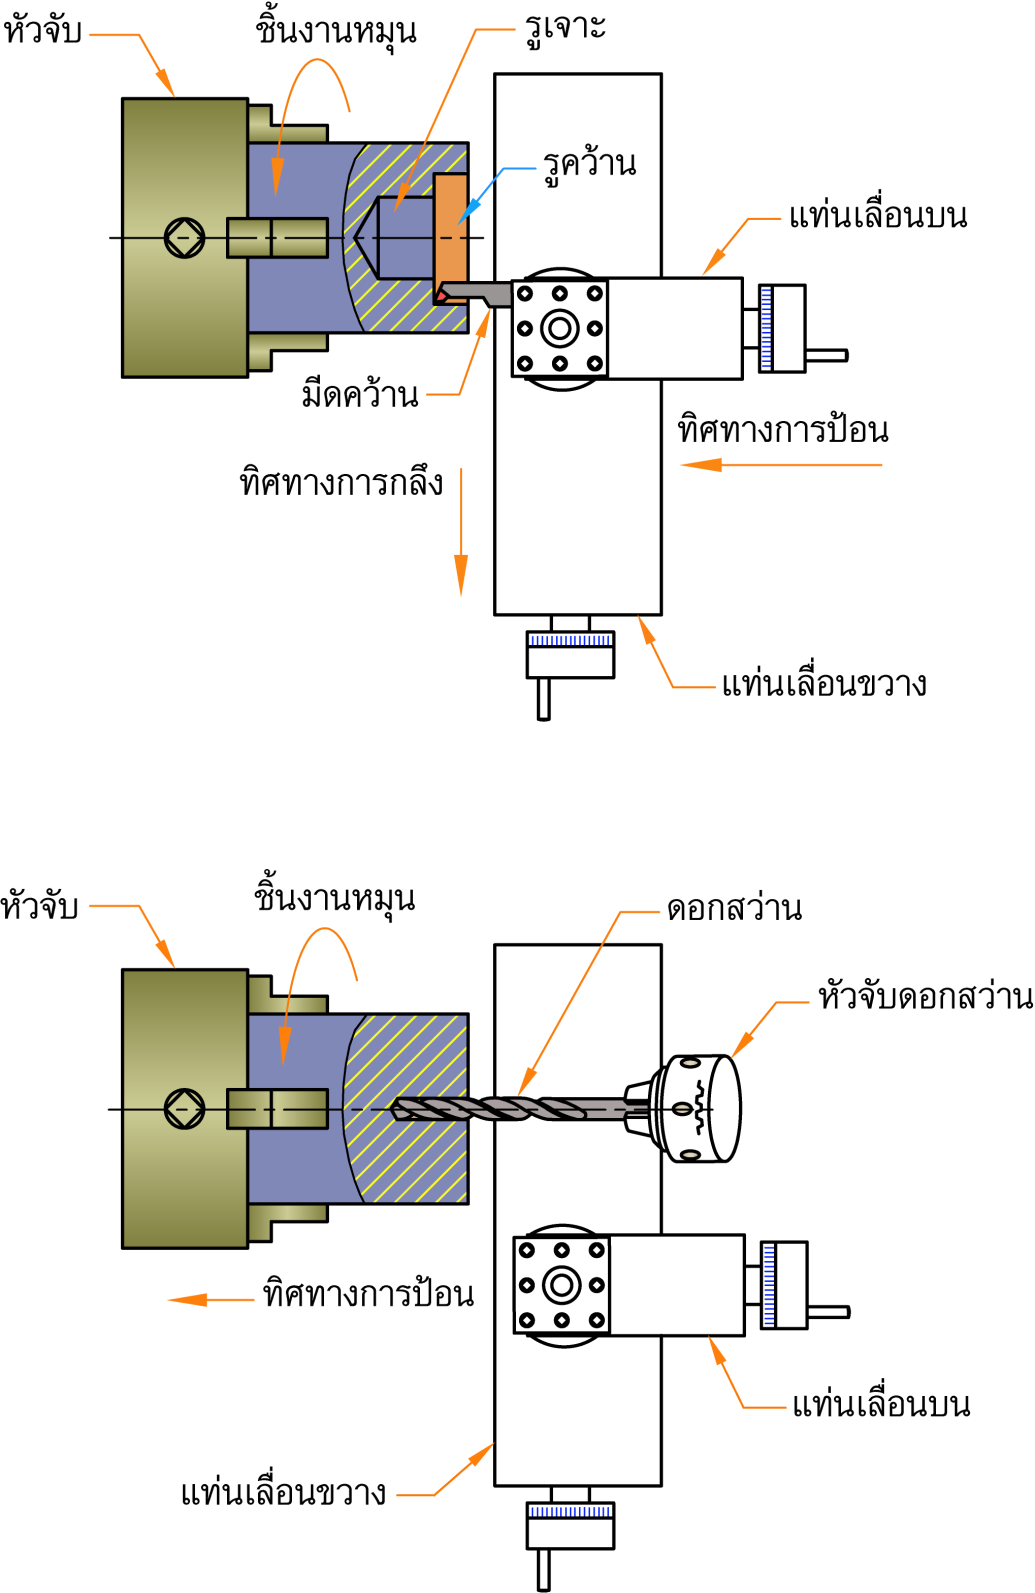 หัวจับ
ชิ้นงานหมุน
รูเจาะ
รูคว้าน
แท่นเลื่อนบน
มีดคว้าน
ทิศทางการป้อน
ทิศทางการกลึง
แท่นเลื่อนขวาง
หัวจับ
ชิ้นงานหมุน
ดอกสว่าน
หัวจับดอกสว่าน
ทิศทางการป้อน
แท่นเลื่อนบน
แท่นเลื่อนขวาง